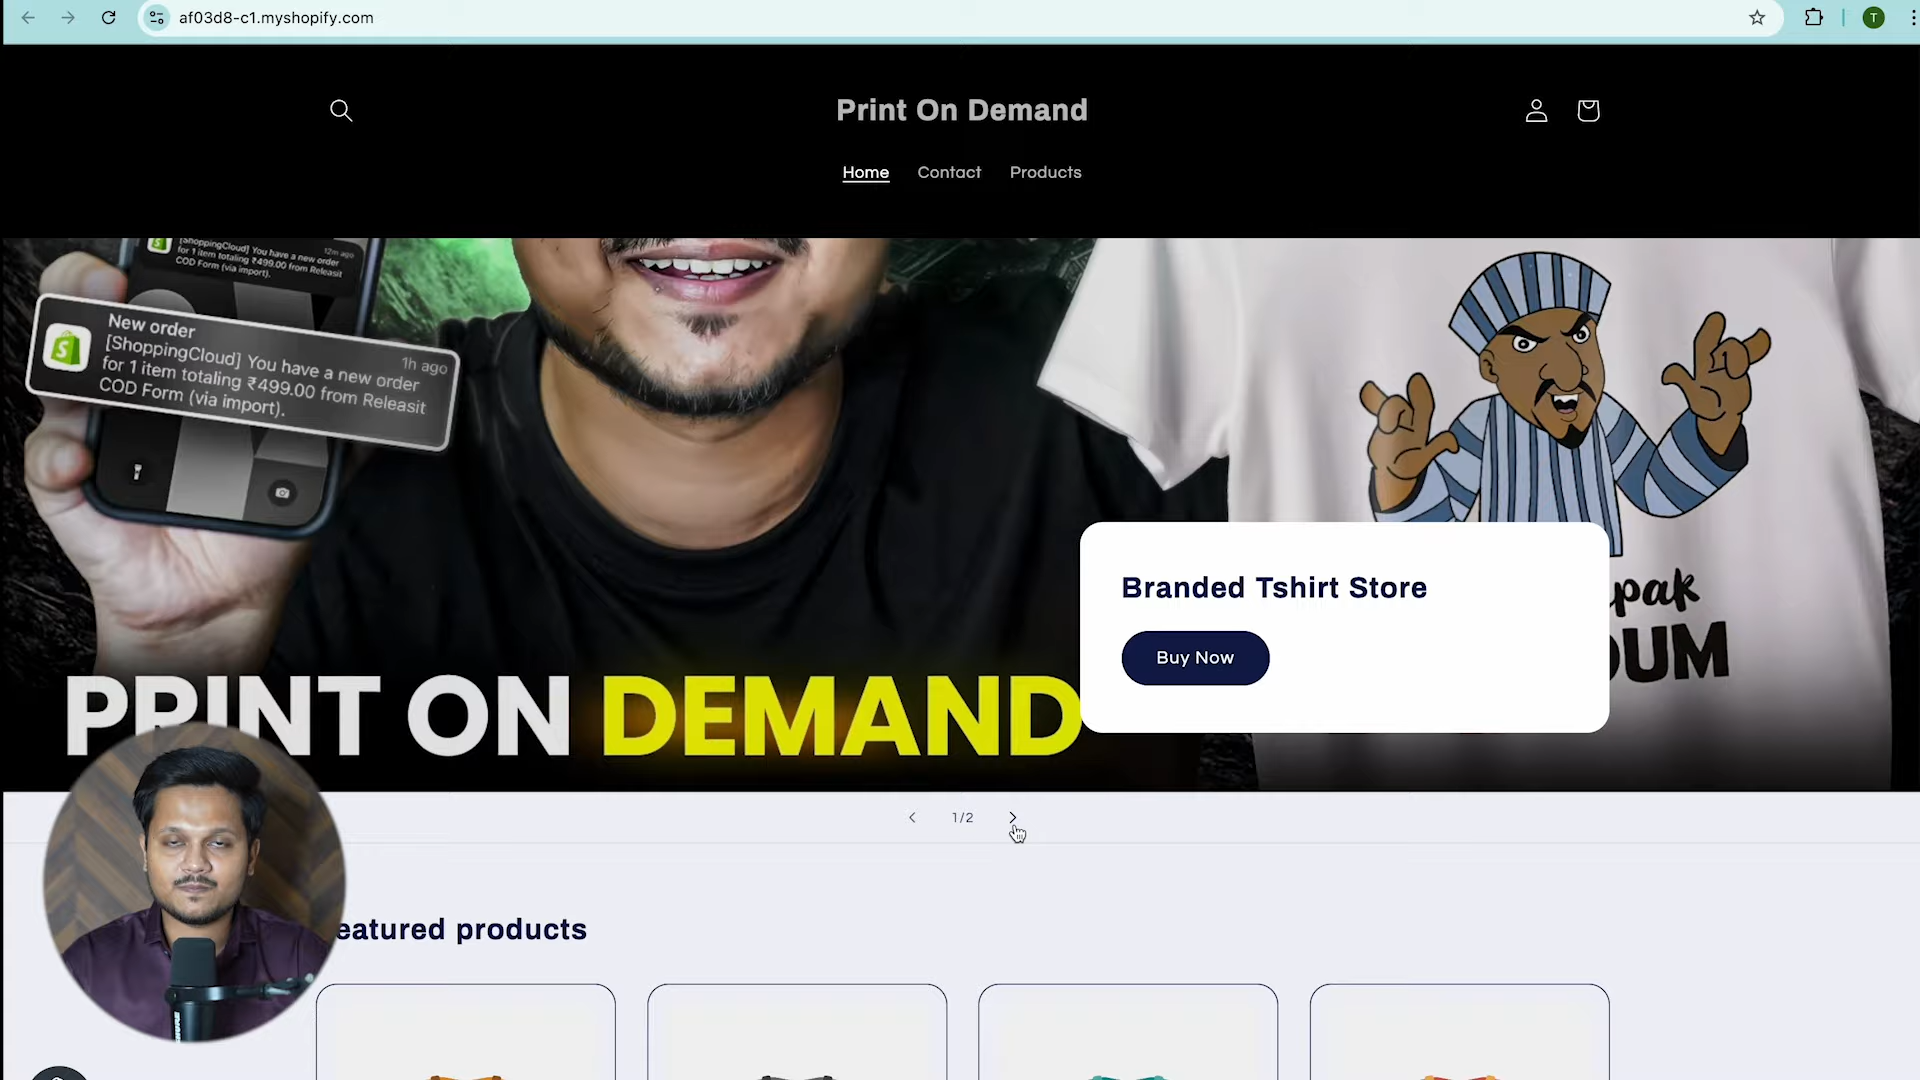 af03d8-c1.myshopify.com
T
Print On Demand
Home Contact Products
[ShoppingCloud] You have a new order
12m ago
for 1 item totaling ₹499.00 from Releasit
COD Form (via import).
New order
1h ago
[ShoppingCloud] You have a new order
for 1 item totaling ₹499.00 from Releasit
COD Form (via import).
Branded Tshirt Store
Buy Now
PRINT ON DEMAND
1/2
eatured products